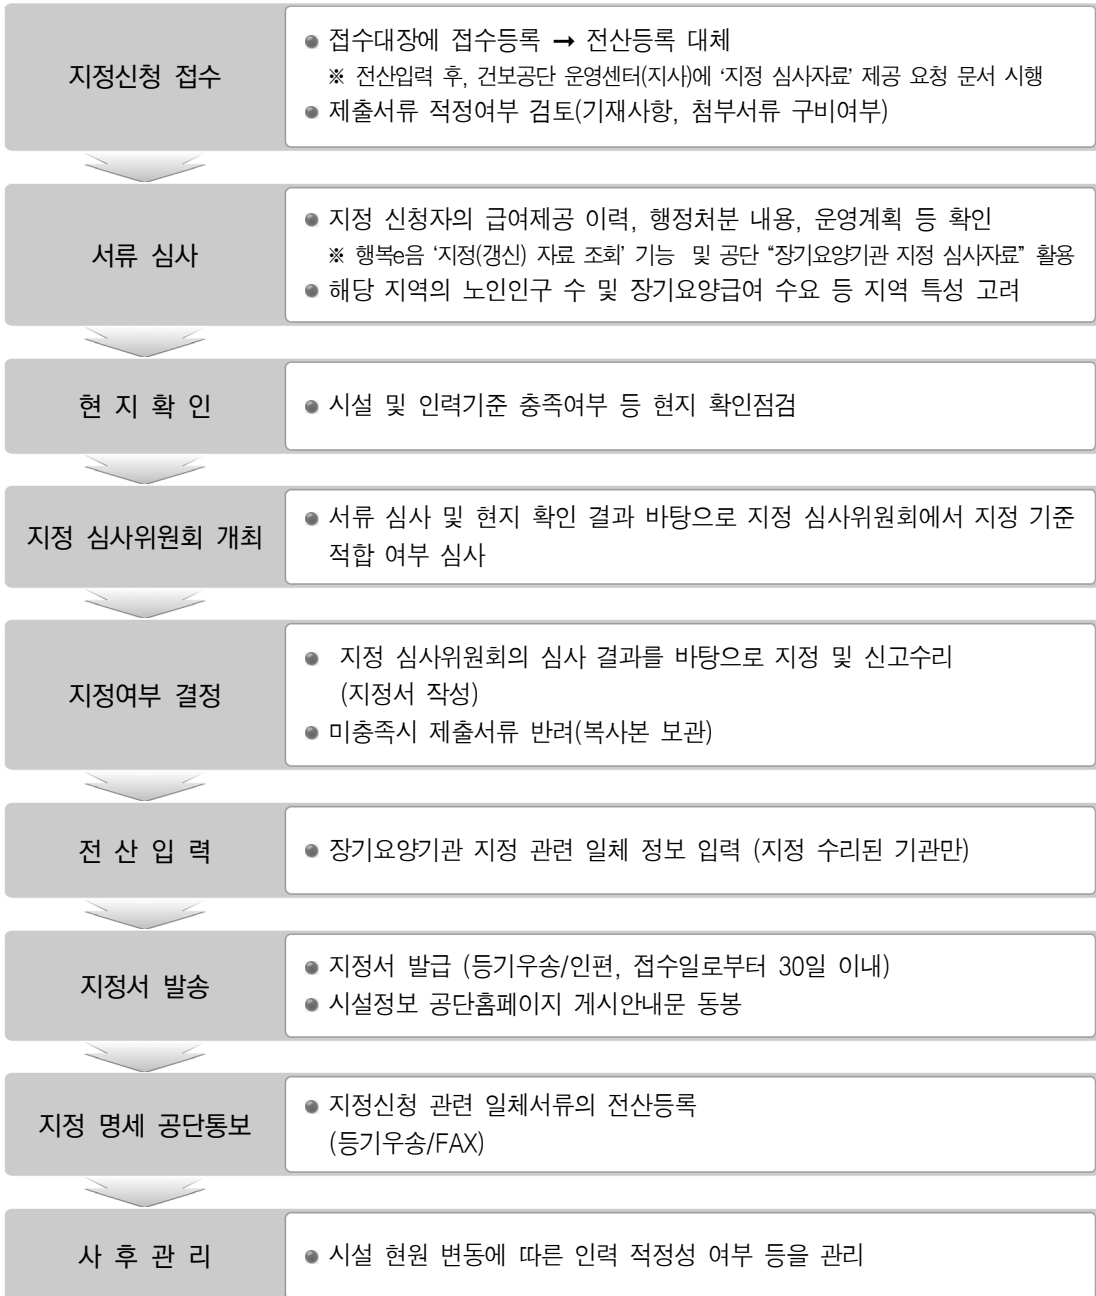 지정신청 접수
● 접수대장에 접수등록 → 전산등록 대체
※ 전산입력 후, 건보공단 운영센터(지사)에 ‘지정 심사자료’ 제공 요청 문서 시행
● 제출서류 적정여부 검토(기재사항, 첨부서류 구비여부)
서류 심사
● 지정 신청자의 급여제공 이력, 행정처분 내용, 운영계획 등 확인
※ 행복e음 ‘지정(갱신) 자료 조회’ 기능 및 공단 “장기요양기관 지정 심사자료” 활용
● 해당 지역의 노인인구 수 및 장기요양급여 수요 등 지역 특성 고려
현 지 확 인
● 시설 및 인력기준 충족여부 등 현지 확인점검
지정 심사위원회 개최
● 서류 심사 및 현지 확인 결과 바탕으로 지정 심사위원회에서 지정 기준
적합 여부 심사
지정여부 결정
● 지정 심사위원회의 심사 결과를 바탕으로 지정 및 신고수리
(지정서 작성)
● 미충족시 제출서류 반려(복사본 보관)
전 산 입 력
● 장기요양기관 지정 관련 일체 정보 입력 (지정 수리된 기관만)
지정서 발송
● 지정서 발급 (등기우송/인편, 접수일로부터 30일 이내)
● 시설정보 공단홈페이지 게시안내문 동봉
지정 명세 공단통보
● 지정신청 관련 일체서류의 전산등록
(등기우송/FAX)
사 후 관 리
● 시설 현원 변동에 따른 인력 적정성 여부 등을 관리